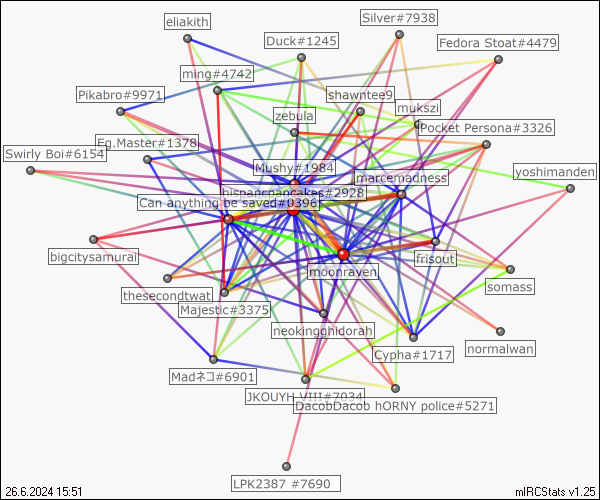 eliakith
Silver#7938
Duck#1245
Fedora Stoat#4479
ming#4742
Pikabro#9971
shawntee9
mukszi
zebula
Pocket Persona#3326
Eg.Master#1378
Swirly Boi#6154
Mushy#1984
yoshimanden
marcemadness
hispancpancakes#2928
Can anything be saved#0396
bigcitysamurai
frisout
moonraven
somass
thesecondtwat
Majestic#3375
neokingghidorah
normalwan
Cypha#1717
Madネコ#6901
JKOUYH VIII#7034
DacobDacob hORNY police#5271
LPK2387 #7690
26.6.2024 15:51
mIRCStats v1.25